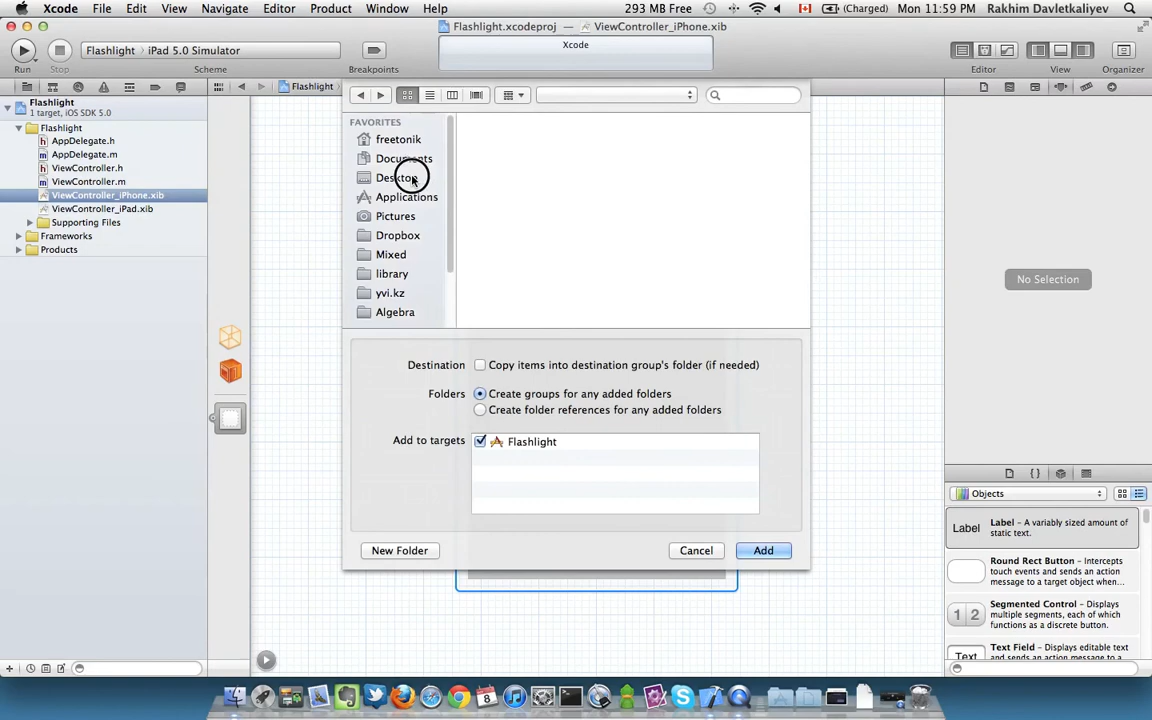 Xcode File Edit View Navigate Editor Product Window Help 293 MB Free (Charged) Mon 11:59 PM Rakhim Davletkaliyev
Flashlight.xcodeproj — ViewController_iPhone.xib
Flashlight iPad 5.0 Simulator
Xcode
Run Stop Scheme Breakpoints Editor View Organizer
Flashlight
Flashlight
1 target, iOS SDK 5.0
Flashlight
AppDelegate.h
AppDelegate.m
ViewController.h
ViewController.m
ViewController_iPhone.xib
ViewController_iPad.xib
Supporting Files
Frameworks
Products
FAVORITES
freetonik
Documents
Desktop
Applications
Pictures
Dropbox
Mixed
library
yvi.kz
Algebra
Destination Copy items into destination group's folder (if needed)
Folders Create groups for any added folders
Create folder references for any added folders
Add to targets Flashlight
New Folder Cancel Add
No Selection
{ }
Objects
Label Label – A variably sized amount of
static text.
Round Rect Button – Intercepts
touch events and sends an action
message to a target object when...
1 2 Segmented Control – Displays
multiple segments, each of which
functions as a discrete button.
Text Text Field – Displays editable text
and sends an action message to a
8